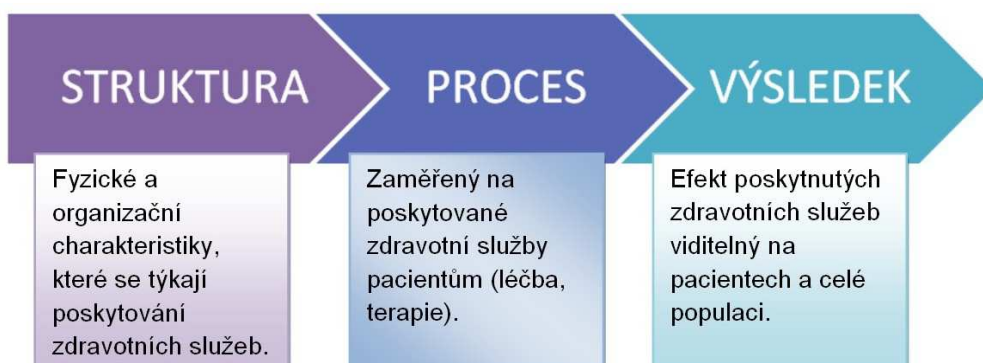 STRUKTURA
PROCES
VÝSLEDEK
Fyzické a
organizační
charakteristiky,
které se týkají
poskytování
zdravotních služeb.
Zaměřený na
poskytované
zdravotní služby
pacientům (léčba,
terapie).
Efekt poskytnutých
zdravotních služeb
viditelný na
pacientech a celé
populaci.